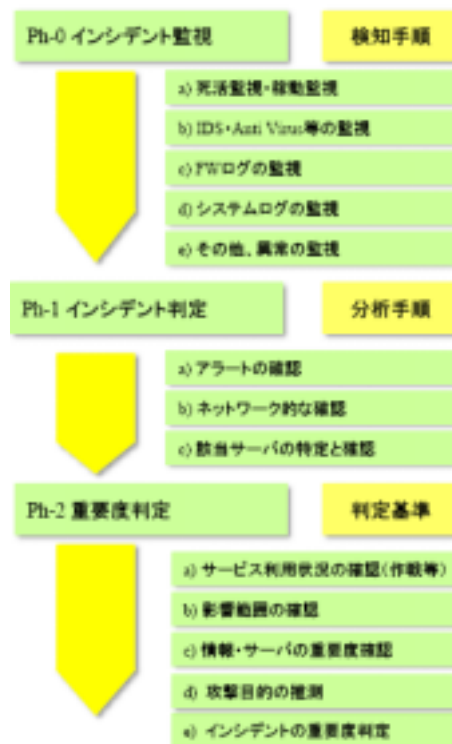 Ph-0 インシデント監視
検知手順
a) 死活監視・稼動監視
b) IDS・Anti Virus等の監視
c) FWログの監視
d) システムログの監視
e) その他、異常の監視
Ph-1 インシデント判定
分析手順
a) アラートの確認
b) ネットワーク的な確認
c) 該当サーバの特定と確認
Ph-2 重要度判定
判定基準
a) サービス利用状況の確認(作戦等)
b) 影響範囲の確認
c) 情報・サーバの重要度確認
d) 攻撃目的の推測
e) インシデントの重要度判定